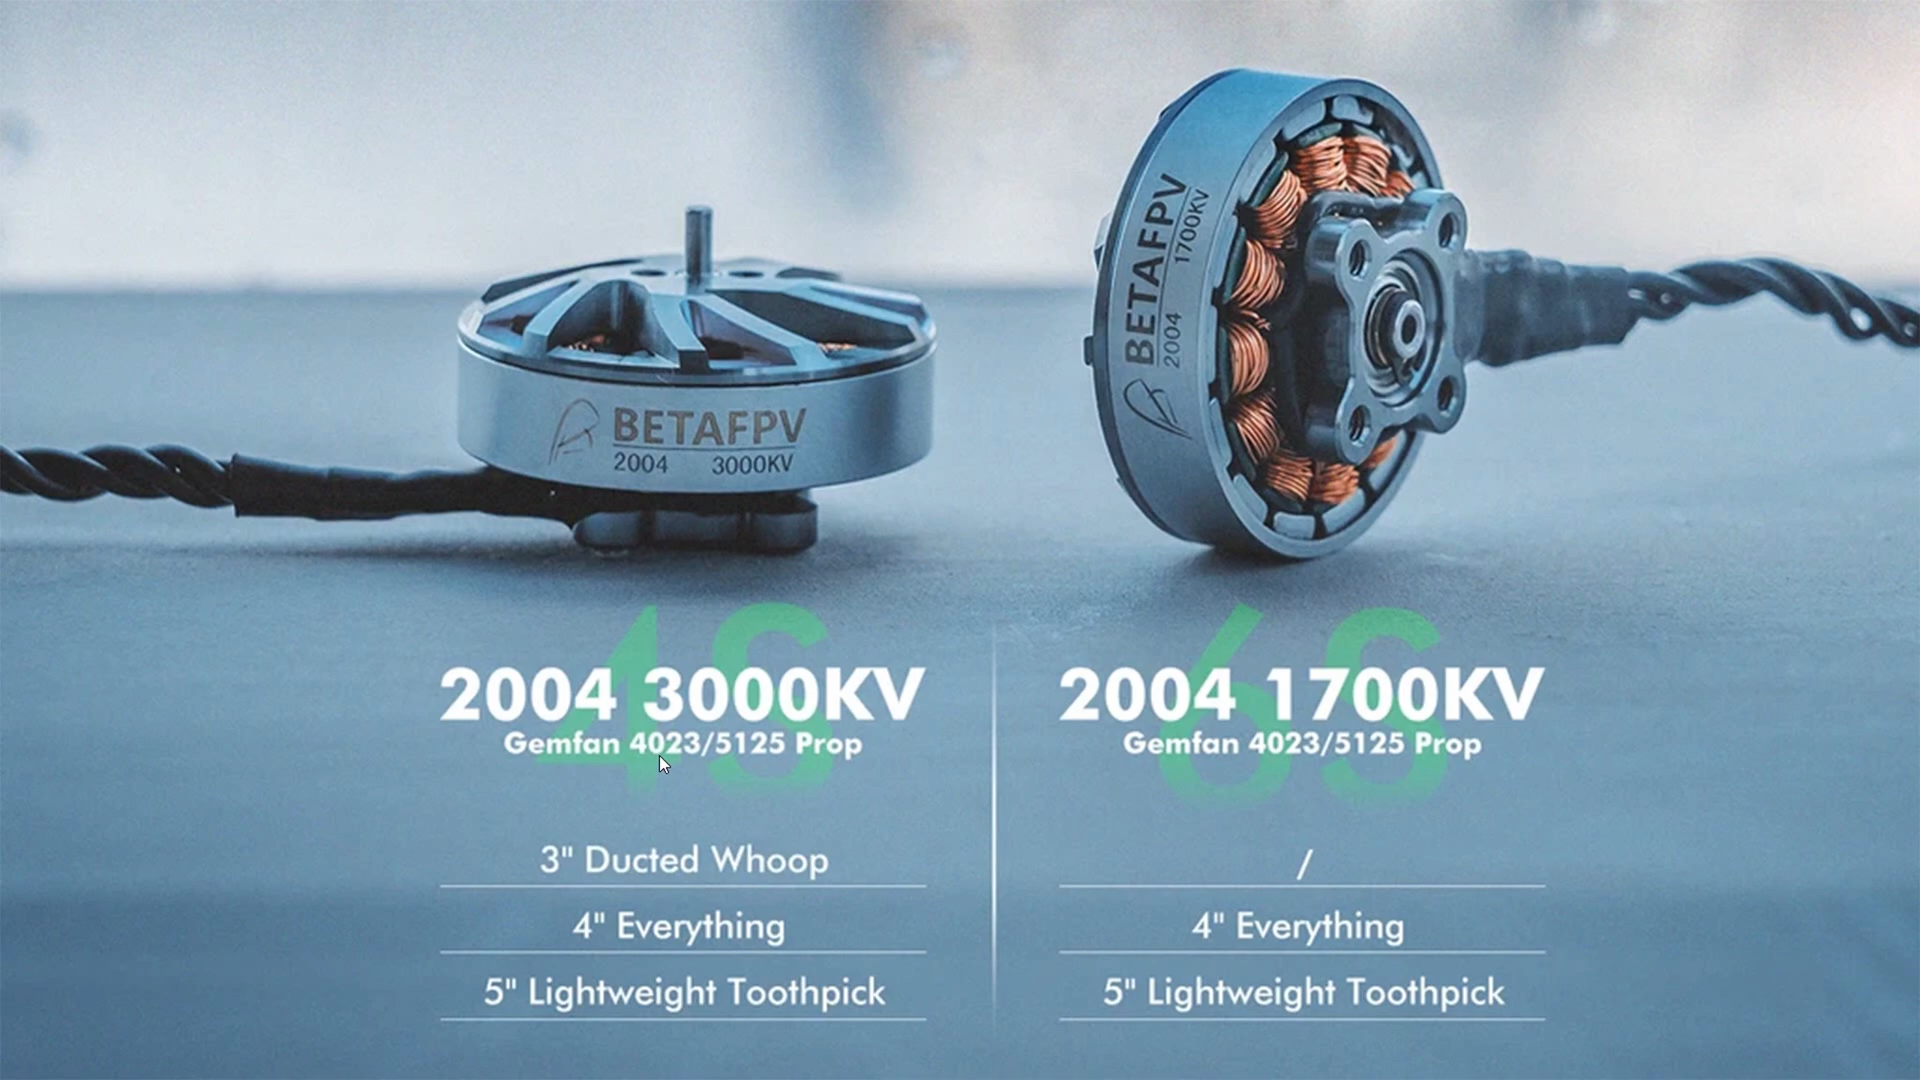 BETAFPV
2004 3000KV
BETAFPV
2004 1700KV
4S
2004 3000KV
Gemfan 4023/5125 Prop
3" Ducted Whoop
4" Everything
5" Lightweight Toothpick
6S
2004 1700KV
Gemfan 4023/5125 Prop
/
4" Everything
5" Lightweight Toothpick